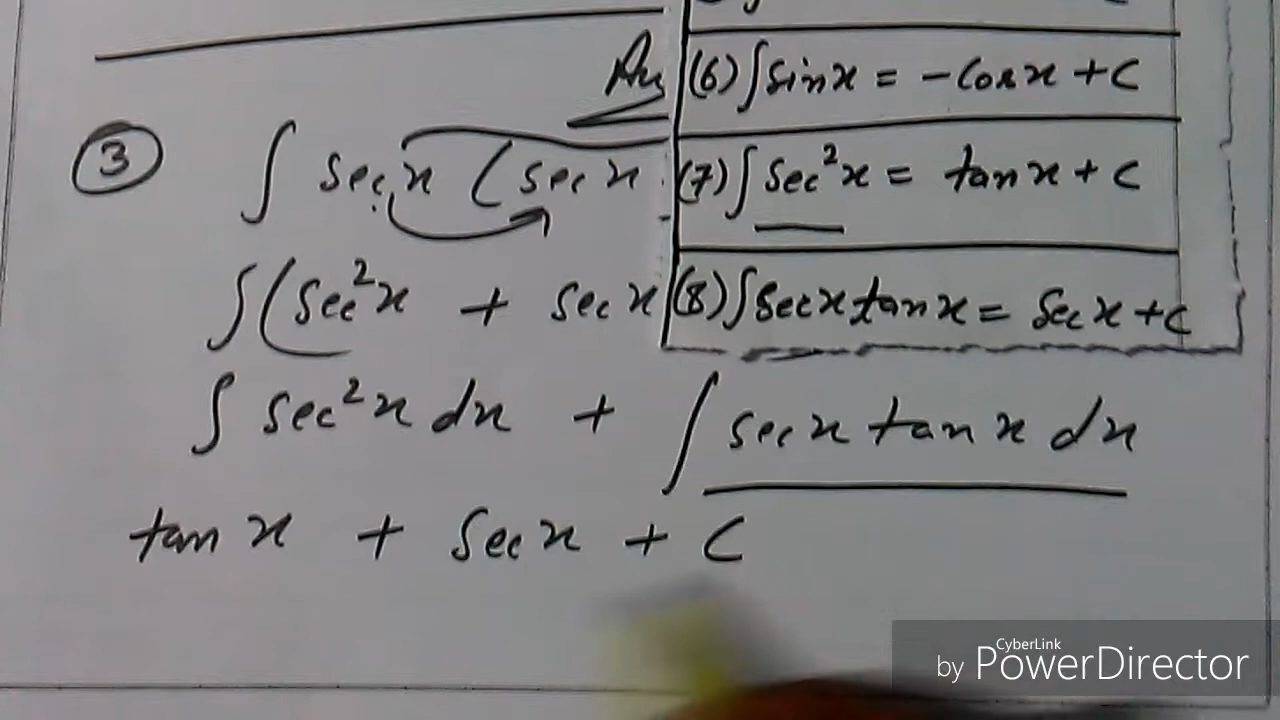 Ans
(6) ∫ sinx = -Cosx + C
③ ∫ secx (secx
(7) ∫ sec²x = tanx + C
∫(sec²x + secx
(8) ∫ secx tanx = secx + C
∫ sec²x dx + ∫ secx tanx dx
tanx + secx + C
CyberLink
by PowerDirector